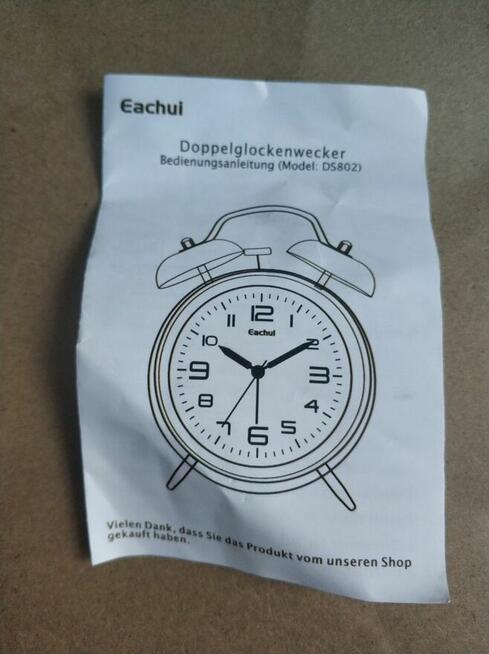 Eachui
Doppelglockenwecker
Bedienungsanleitung (Model: DS802)
11 12 1
Eachui
10 2
9 3
8 4
7 6 5
Vielen Dank, dass Sie das Produkt vom unseren Shop
gekauft haben.